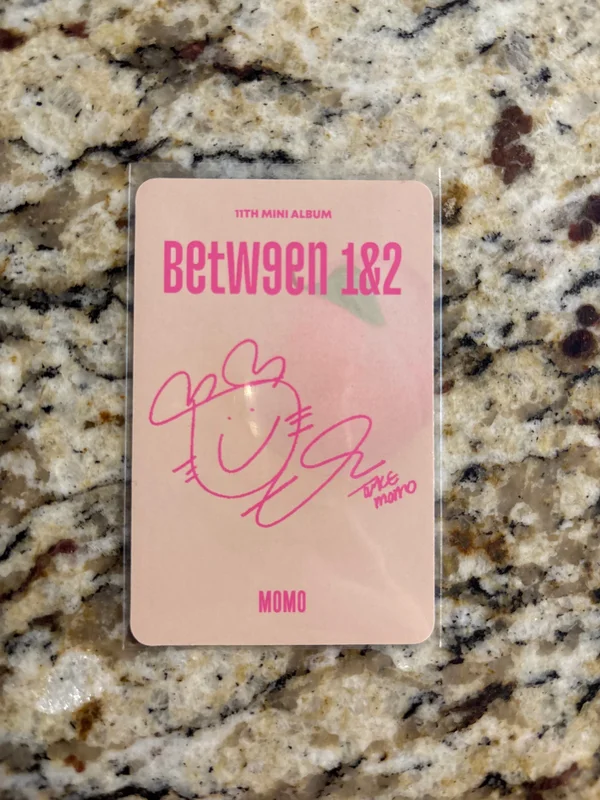 11TH MINI ALBUM
Betw9en 1&2
TWICE
momo
MOMO